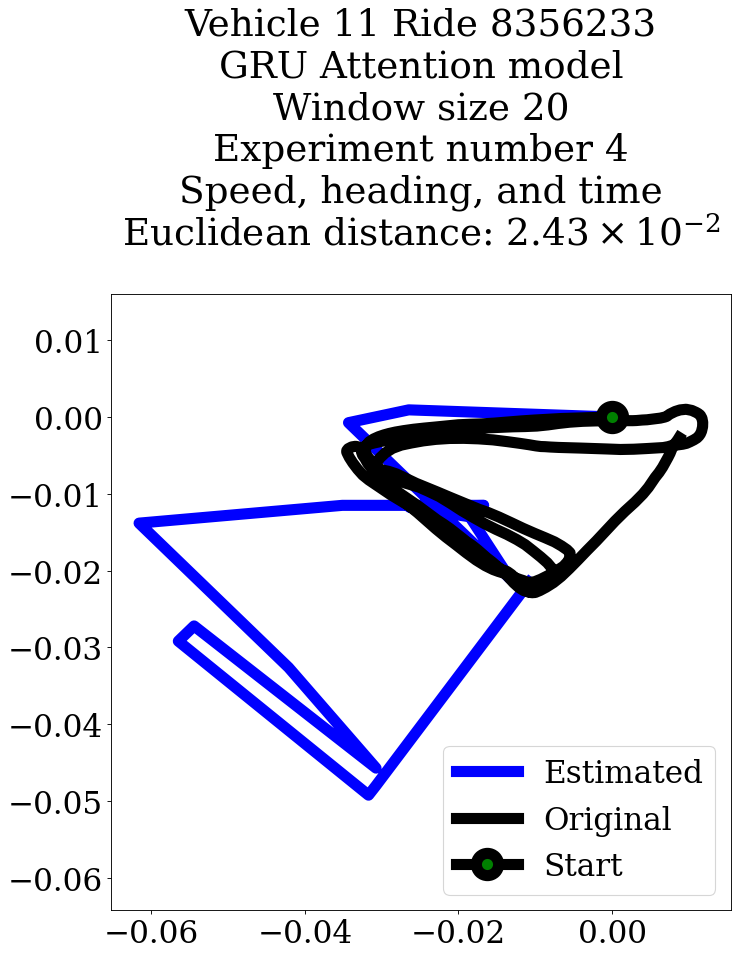 Vehicle 11 Ride 8356233
GRU Attention model
Window size 20
Experiment number 4
Speed, heading, and time
Euclidean distance: 2.43 × 10⁻²
0.01
0.00
−0.01
−0.02
−0.03
−0.04
−0.05
−0.06
Estimated
Original
Start
−0.06 −0.04 −0.02 0.00